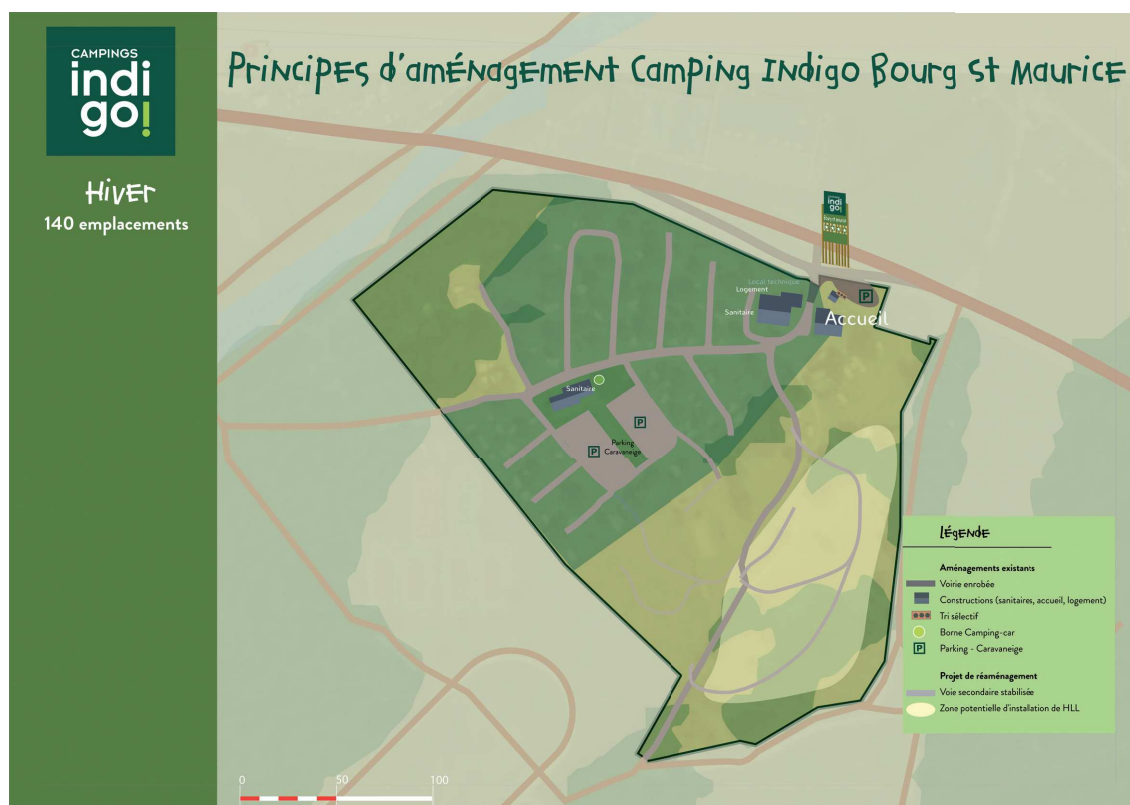 CAMPINGS
indi
go!
Hiver
140 emplacements
Principes d'aménagement Camping Indigo Bourg St Maurice
indi
go!
Local technique
Logement
Sanitaire
P
Accueil
Sanitaire
P
Parking
Caravaneige
P
Légende
Aménagements existants
Voirie enrobée
Constructions (sanitaires, accueil, logement)
Tri sélectif
Borne Camping-car
P
Parking - Caravaneige
Projet de réaménagement
Voie secondaire stabilisée
Zone potentielle d'installation de HLL
0 50 100